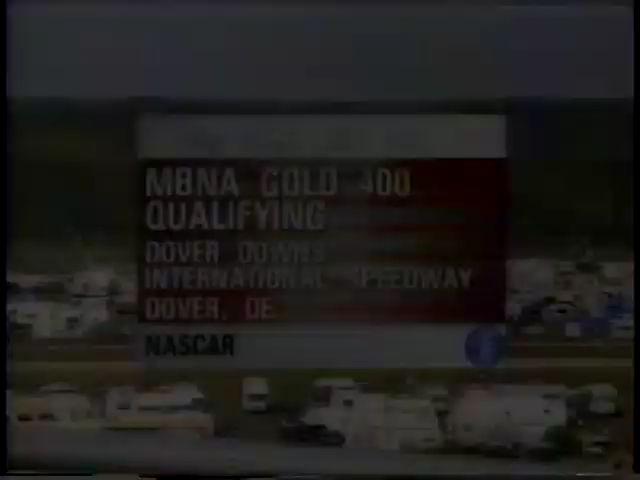 MBNA GOLD 400
QUALIFYING
DOVER DOWNS
INTERNATIONAL SPEEDWAY
DOVER, DE
NASCAR